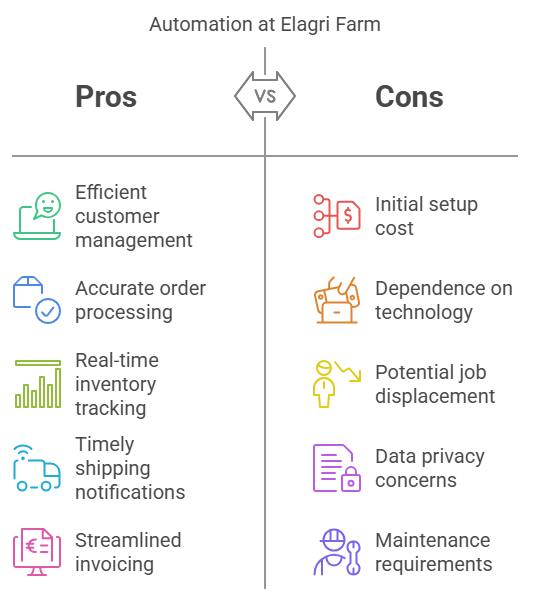 Automation at Elagri Farm
Pros
VS
Cons
Efficient
customer
management
Accurate order
processing
Real-time
inventory
tracking
Timely
shipping
notifications
Streamlined
invoicing
Initial setup
cost
Dependence on
technology
Potential job
displacement
Data privacy
concerns
Maintenance
requirements